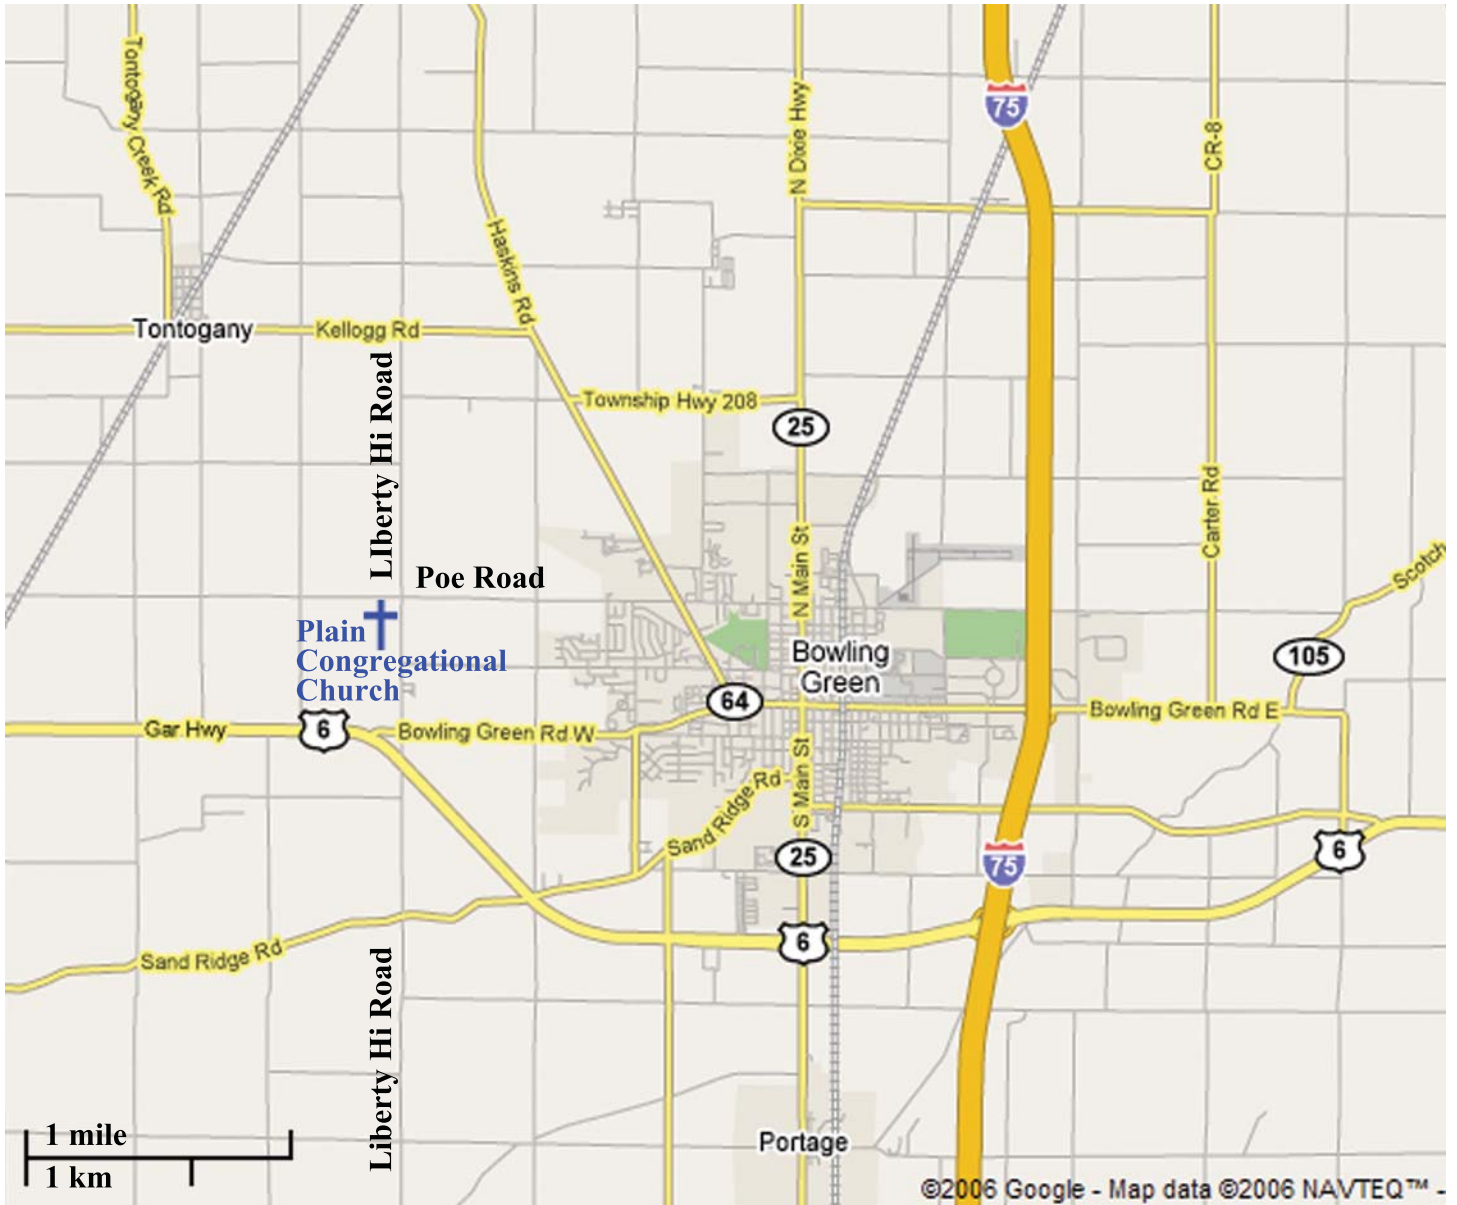 75
Tontogany Creek Rd
N Dixie Hwy
CR-8
Haskins Rd
Tontogany
Kellogg Rd
LIberty Hi Road
Township Hwy 208
25
Carter Rd
N Main St
Scotch
Poe Road
Plain
Congregational
Church
Bowling
Green
105
64
Bowling Green Rd E
Gar Hwy
6
Bowling Green Rd W
S Main St
Sand Ridge Rd
25
75
6
6
Sand Ridge Rd
Liberty Hi Road
1 mile
1 km
Portage
©2006 Google - Map data ©2006 NAVTEQ™ -